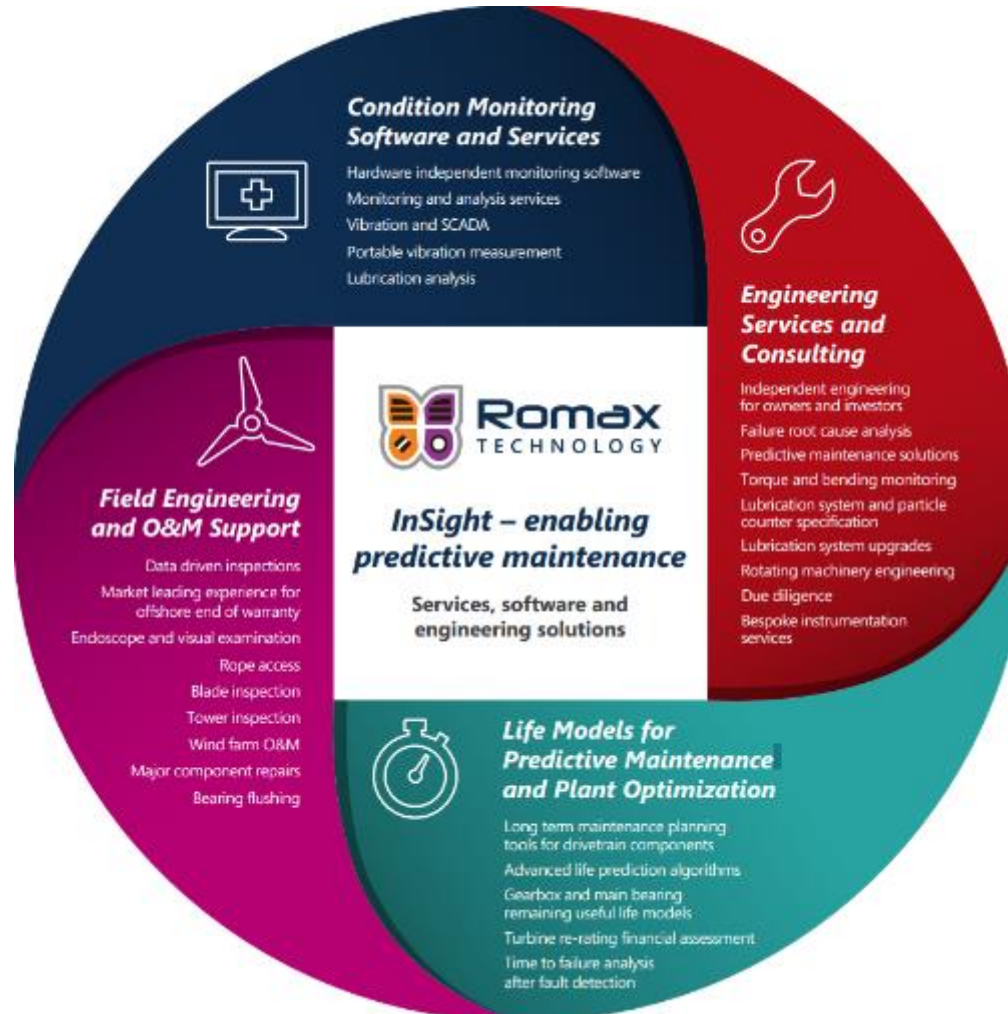 Condition Monitoring
Software and Services
Hardware independent monitoring software
Monitoring and analysis services
Vibration and SCADA
Portable vibration measurement
Lubrication analysis
Engineering
Services and
Consulting
Independent engineering
for owners and investors
Failure root cause analysis
Predictive maintenance solutions
Torque and bending monitoring
Lubrication system and particle
counter specification
Lubrication system upgrades
Rotating machinery engineering
Due diligence
Bespoke instrumentation
services
Romax
TECHNOLOGY
InSight – enabling
predictive maintenance
Services, software and
engineering solutions
Field Engineering
and O&M Support
Data driven inspections
Market leading experience for
offshore end of warranty
Endoscope and visual examination
Rope access
Blade inspection
Tower inspection
Wind farm O&M
Major component repairs
Bearing flushing
Life Models for
Predictive Maintenance
and Plant Optimization
Long term maintenance planning
tools for drivetrain components
Advanced life prediction algorithms
Gearbox and main bearing
remaining useful life models
Turbine re-rating financial assessment
Time to failure analysis
after fault detection